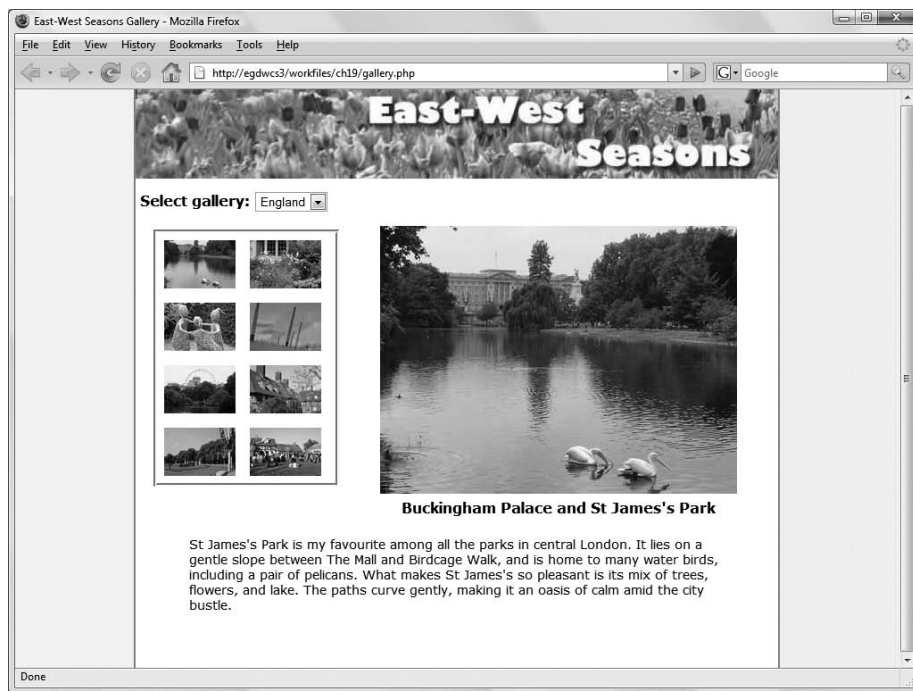 East-West Seasons Gallery - Mozilla Firefox
File Edit View History Bookmarks Tools Help
http://egdwcs3/workfiles/ch19/gallery.php
G Google
East-West
Seasons
Select gallery: England
Buckingham Palace and St James's Park
St James's Park is my favourite among all the parks in central London. It lies on a
gentle slope between The Mall and Birdcage Walk, and is home to many water birds,
including a pair of pelicans. What makes St James's so pleasant is its mix of trees,
flowers, and lake. The paths curve gently, making it an oasis of calm amid the city
bustle.
Done